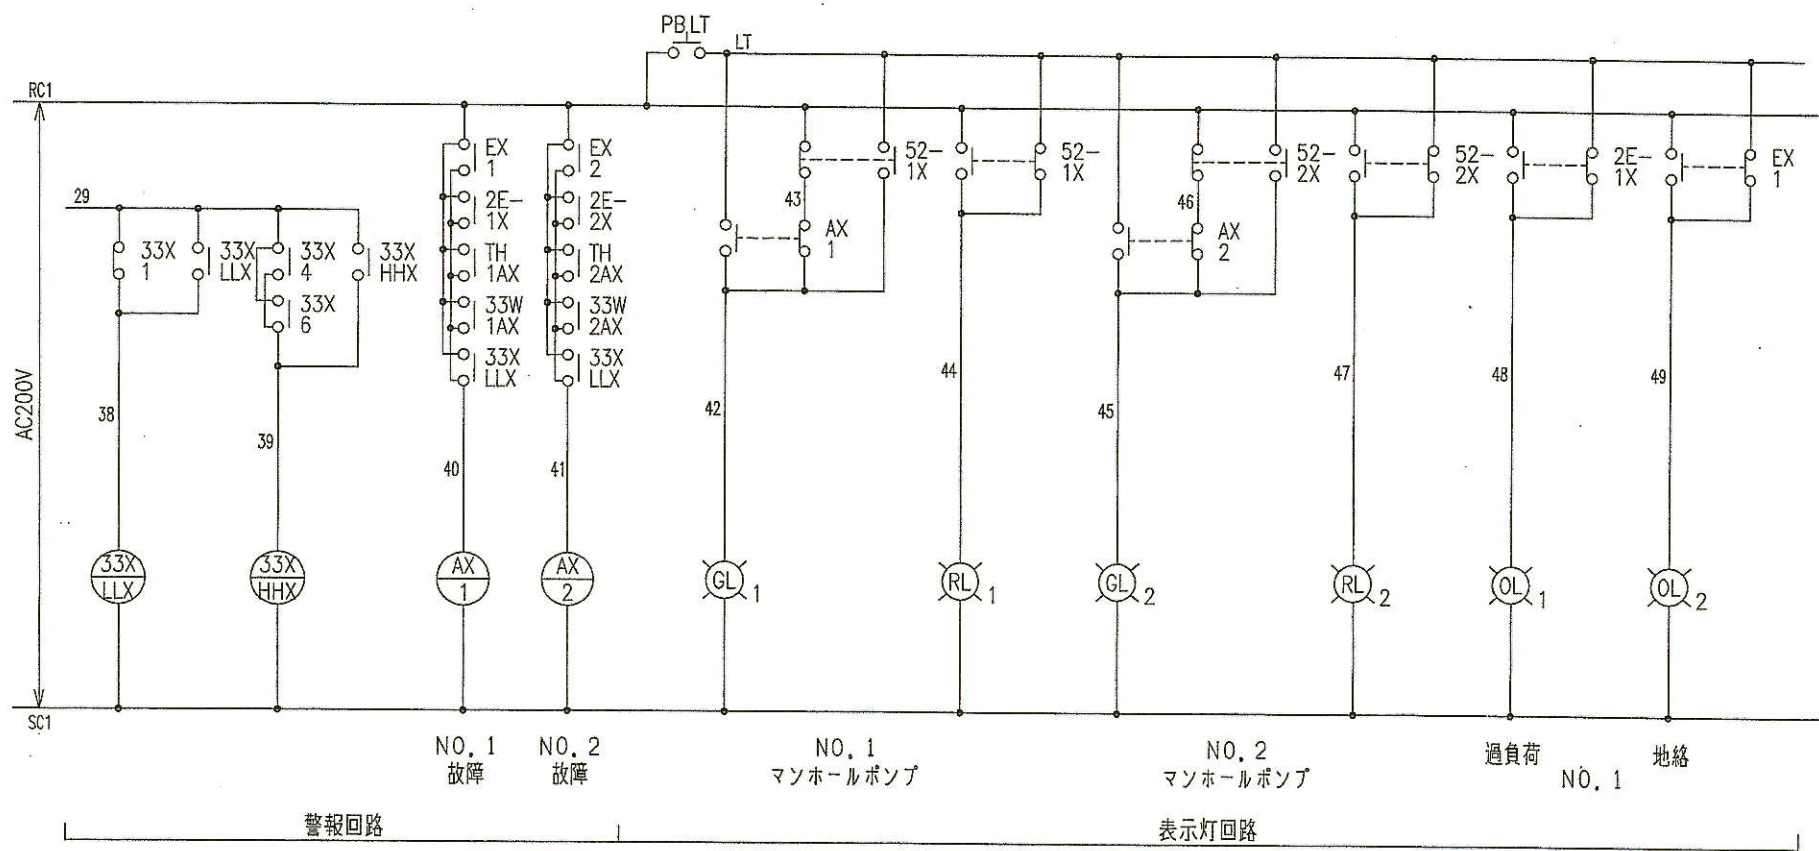 PB,LT
LT
RC1
AC200V
SC1
29
33X
1
33X
LLX
33X
4
33X
6
33X
HHX
EX
1
2E-
1X
TH
1AX
33W
1AX
33X
LLX
EX
2
2E-
2X
TH
2AX
33W
2AX
33X
LLX
43
AX
1
52-
1X
52-
1X
46
AX
2
52-
2X
52-
2X
2E-
1X
EX
1
38
39
40
41
42
44
45
47
48
49
33X
LLX
33X
HHX
AX
1
AX
2
GL 1
RL 1
GL 2
RL 2
OL 1
OL 2
NO. 1
故障
NO. 2
故障
NO. 1
マンホールポンプ
NO. 2
マンホールポンプ
過負荷
地絡
NO. 1
警報回路
表示灯回路